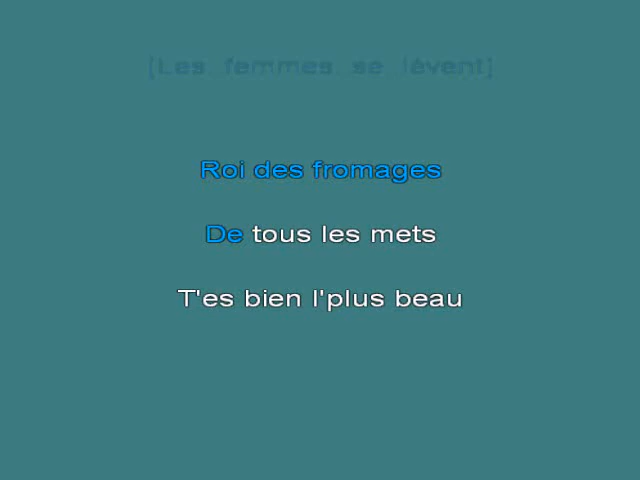 [Les femmes se lèvent]
Roi des fromages
De tous les mets
T'es bien l'plus beau